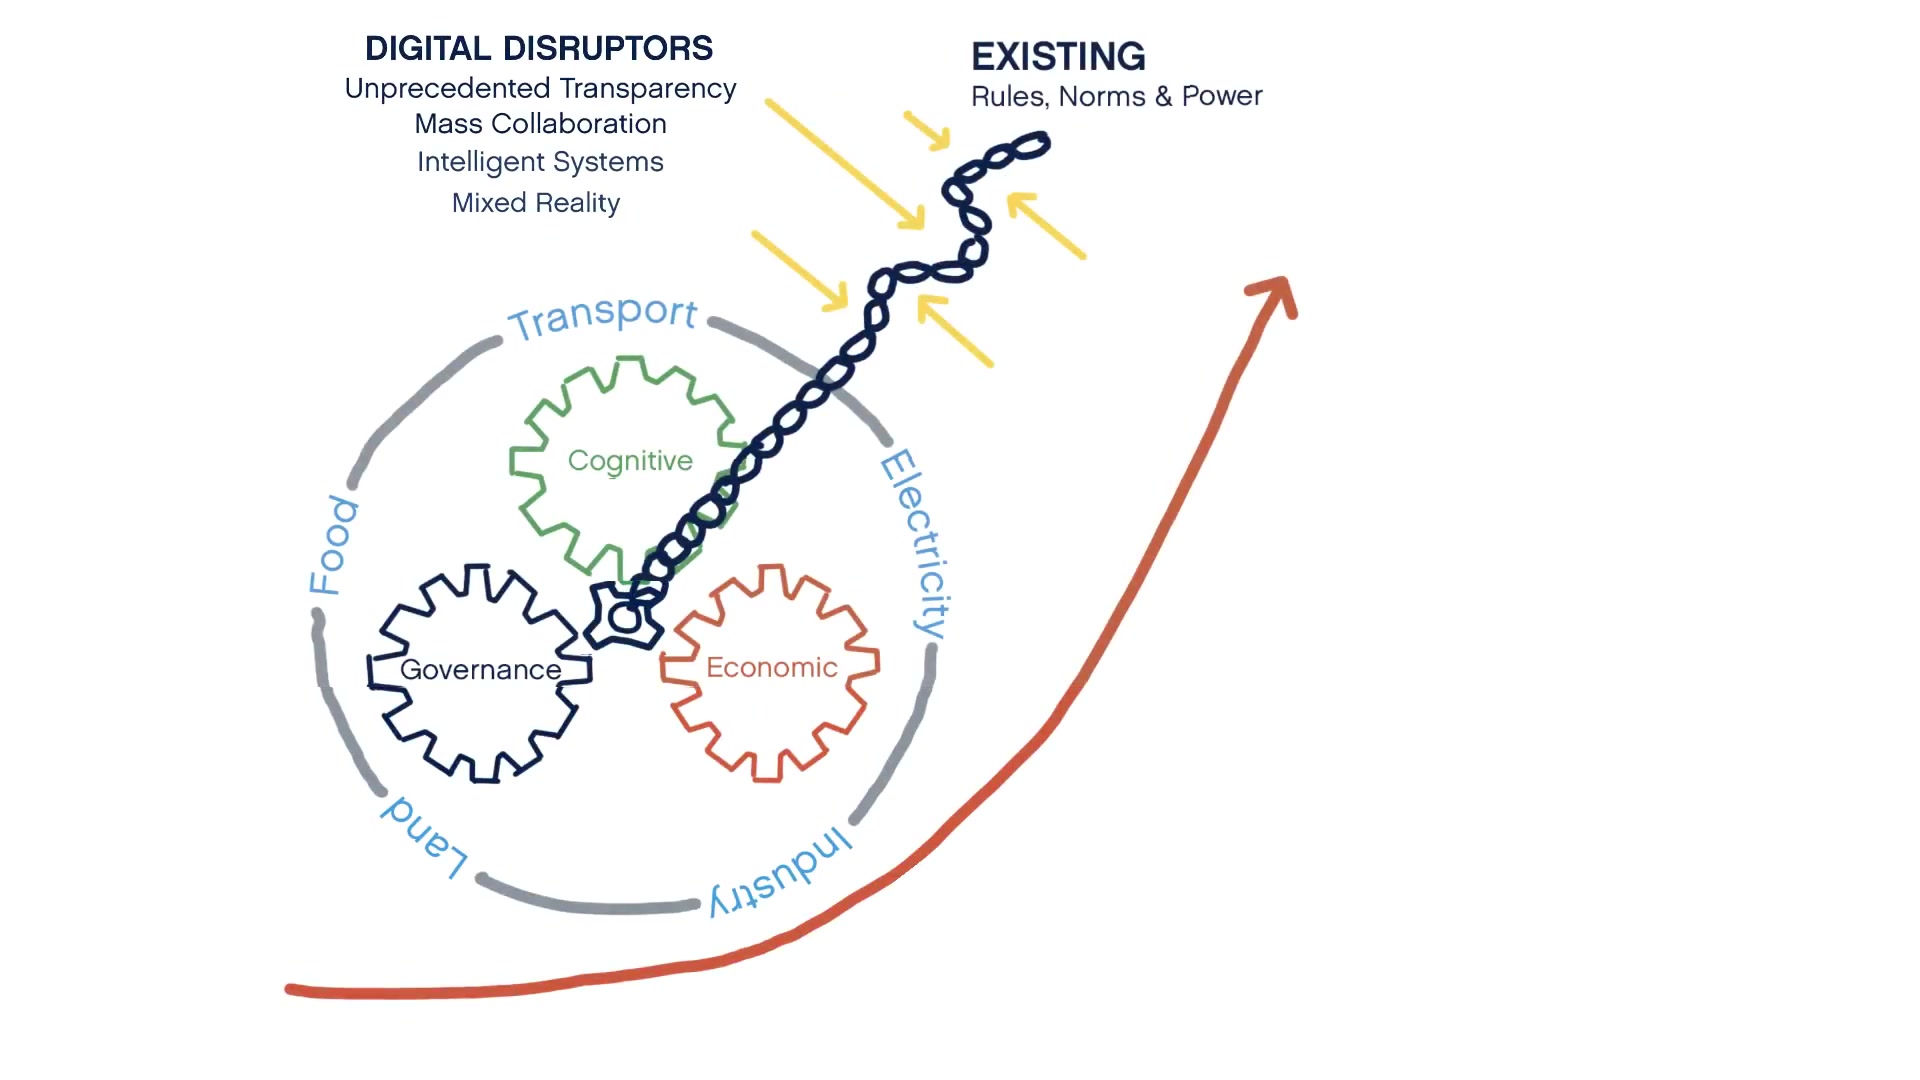 DIGITAL DISRUPTORS
Unprecedented Transparency
Mass Collaboration
Intelligent Systems
Mixed Reality
EXISTING
Rules, Norms & Power
Transport
Electricity
Industry
Land
Food
Cognitive
Governance
Economic